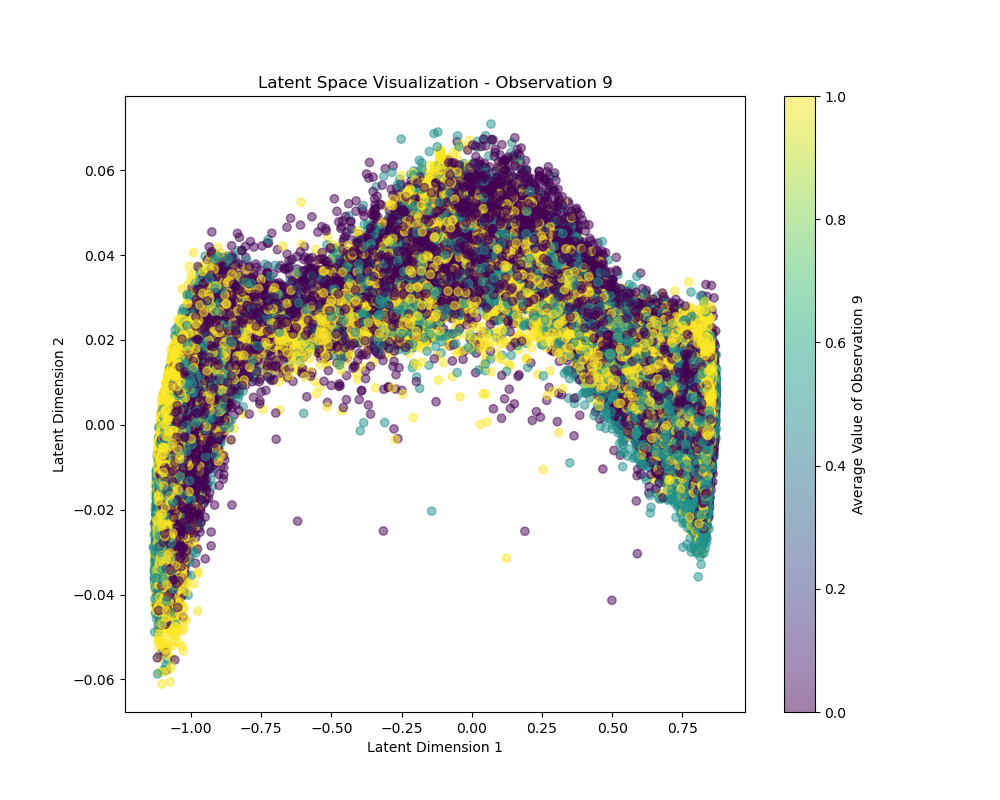 Latent Space Visualization - Observation 9
Latent Dimension 2
0.06
0.04
0.02
0.00
−0.02
−0.04
−0.06
−1.00 −0.75 −0.50 −0.25 0.00 0.25 0.50 0.75
Latent Dimension 1
1.0
0.8
0.6
0.4
0.2
0.0
Average Value of Observation 9